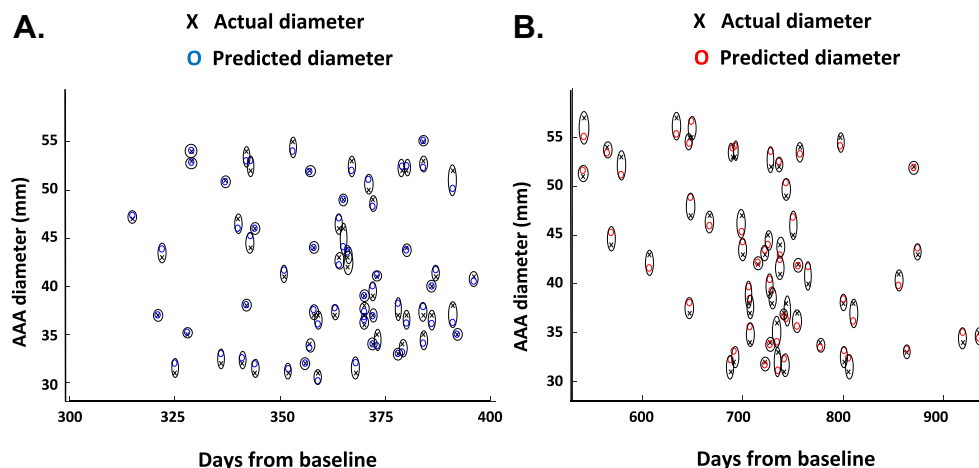 A.
X Actual diameter
O Predicted diameter
AAA diameter (mm)
55
50
45
40
35
30
300
325
350
375
400
Days from baseline
B.
X Actual diameter
O Predicted diameter
AAA diameter (mm)
55
50
45
40
35
30
600
700
800
900
Days from baseline